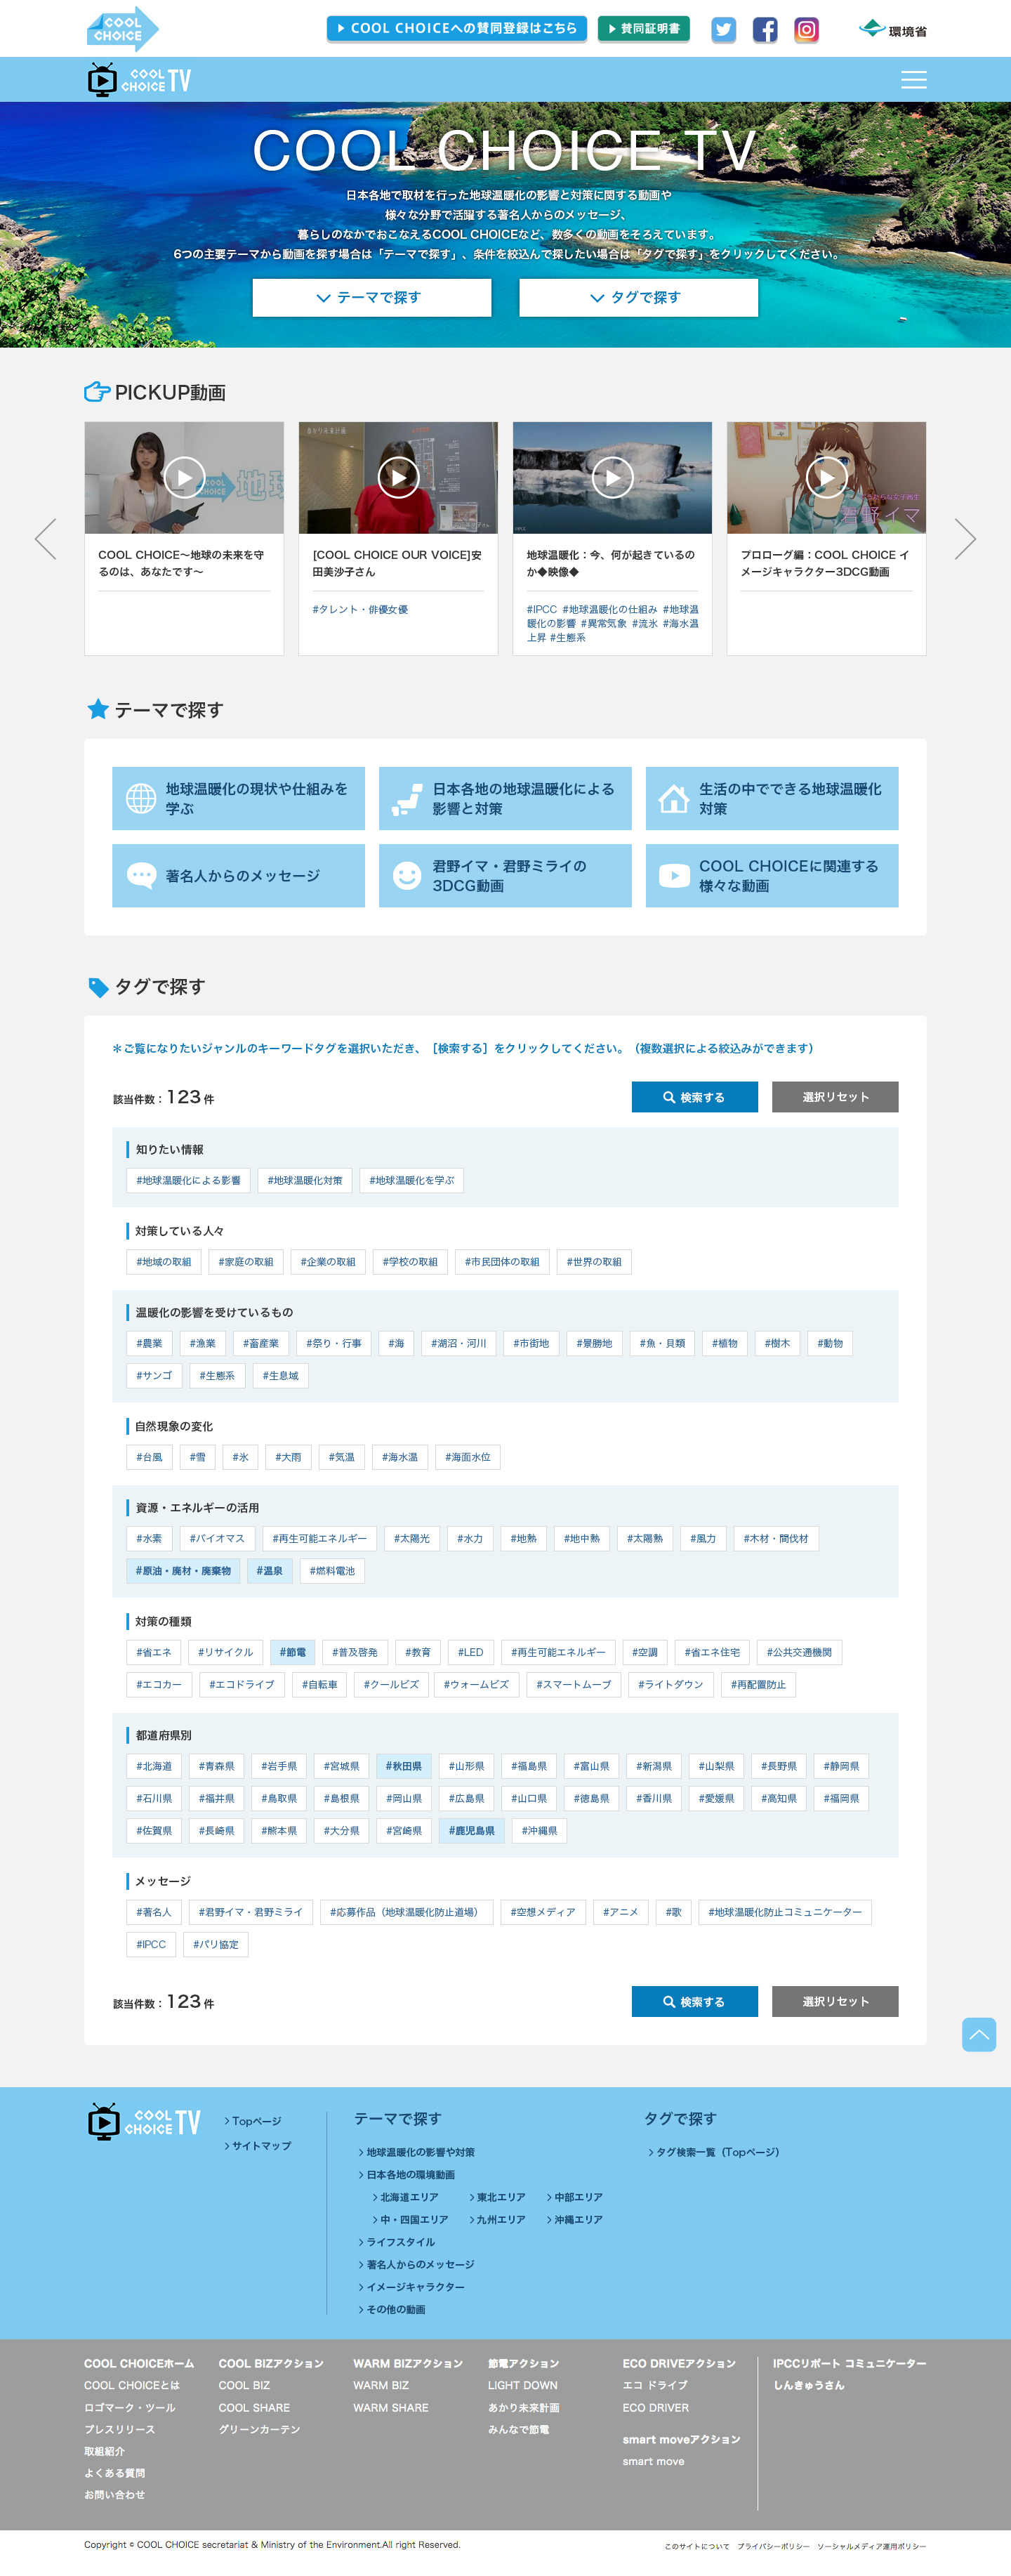 COOL CHOICE
COOL CHOICEへの賛同登録はこちら
賛同証明書
環境省
COOL CHOICE TV
COOL CHOICE TV
日本各地で取材を行った地球温暖化の影響と対策に関する動画や
様々な分野で活躍する著名人からのメッセージ、
暮らしのなかでおこなえるCOOL CHOICEなど、数多くの動画をそろえています。
6つの主要テーマから動画を探す場合は「テーマで探す」、条件を絞込んで探したい場合は「タグで探す」をクリックしてください。
テーマで探す
タグで探す
PICKUP動画
COOL CHOICE
地球
あかり未来計画
君野イマ
COOL CHOICE～地球の未来を守
るのは、あなたです～
[COOL CHOICE OUR VOICE]安
田美沙子さん
#タレント・俳優女優
地球温暖化：今、何が起きているの
か◆映像◆
#IPCC #地球温暖化の仕組み #地球温
暖化の影響 #異常気象 #流氷 #海水温
上昇 #生態系
プロローグ編：COOL CHOICE イ
メージキャラクター3DCG動画
テーマで探す
地球温暖化の現状や仕組みを
学ぶ
日本各地の地球温暖化による
影響と対策
生活の中でできる地球温暖化
対策
著名人からのメッセージ
君野イマ・君野ミライの
3DCG動画
COOL CHOICEに関連する
様々な動画
タグで探す
＊ご覧になりたいジャンルのキーワードタグを選択いただき、［検索する］をクリックしてください。（複数選択による絞込みができます）
該当件数：123 件
検索する
選択リセット
知りたい情報
#地球温暖化による影響 #地球温暖化対策 #地球温暖化を学ぶ
対策している人々
#地域の取組 #家庭の取組 #企業の取組 #学校の取組 #市民団体の取組 #世界の取組
温暖化の影響を受けているもの
#農業 #漁業 #畜産業 #祭り・行事 #海 #湖沼・河川 #市街地 #景勝地 #魚・貝類 #植物 #樹木 #動物
#サンゴ #生態系 #生息域
自然現象の変化
#台風 #雪 #氷 #大雨 #気温 #海水温 #海面水位
資源・エネルギーの活用
#水素 #バイオマス #再生可能エネルギー #太陽光 #水力 #地熱 #地中熱 #太陽熱 #風力 #木材・間伐材
#原油・廃材・廃棄物 #温泉 #燃料電池
対策の種類
#省エネ #リサイクル #節電 #普及啓発 #教育 #LED #再生可能エネルギー #空調 #省エネ住宅 #公共交通機関
#エコカー #エコドライブ #自転車 #クールビズ #ウォームビズ #スマートムーブ #ライトダウン #再配置防止
都道府県別
#北海道 #青森県 #岩手県 #宮城県 #秋田県 #山形県 #福島県 #富山県 #新潟県 #山梨県 #長野県 #静岡県
#石川県 #福井県 #鳥取県 #島根県 #岡山県 #広島県 #山口県 #徳島県 #香川県 #愛媛県 #高知県 #福岡県
#佐賀県 #長崎県 #熊本県 #大分県 #宮崎県 #鹿児島県 #沖縄県
メッセージ
#著名人 #君野イマ・君野ミライ #応募作品（地球温暖化防止道場） #空想メディア #アニメ #歌 #地球温暖化防止コミュニケーター
#IPCC #パリ協定
該当件数：123 件
検索する
選択リセット
COOL CHOICE TV
Topページ
サイトマップ
テーマで探す
地球温暖化の影響や対策
日本各地の環境動画
北海道エリア 東北エリア 中部エリア
中・四国エリア 九州エリア 沖縄エリア
ライフスタイル
著名人からのメッセージ
イメージキャラクター
その他の動画
タグで探す
タグ検索一覧（Topページ）
COOL CHOICEホーム
COOL CHOICEとは
ロゴマーク・ツール
プレスリリース
取組紹介
よくある質問
お問い合わせ
COOL BIZアクション
COOL BIZ
COOL SHARE
グリーンカーテン
WARM BIZアクション
WARM BIZ
WARM SHARE
節電アクション
LIGHT DOWN
あかり未来計画
みんなで節電
ECO DRIVEアクション
エコ ドライブ
ECO DRIVER
smart moveアクション
smart move
IPCCリポート コミュニケーター
しんきゅうさん
Copyright © COOL CHOICE secretariat & Ministry of the Environment.All right Reserved.
このサイトについて プライバシーポリシー ソーシャルメディア運用ポリシー